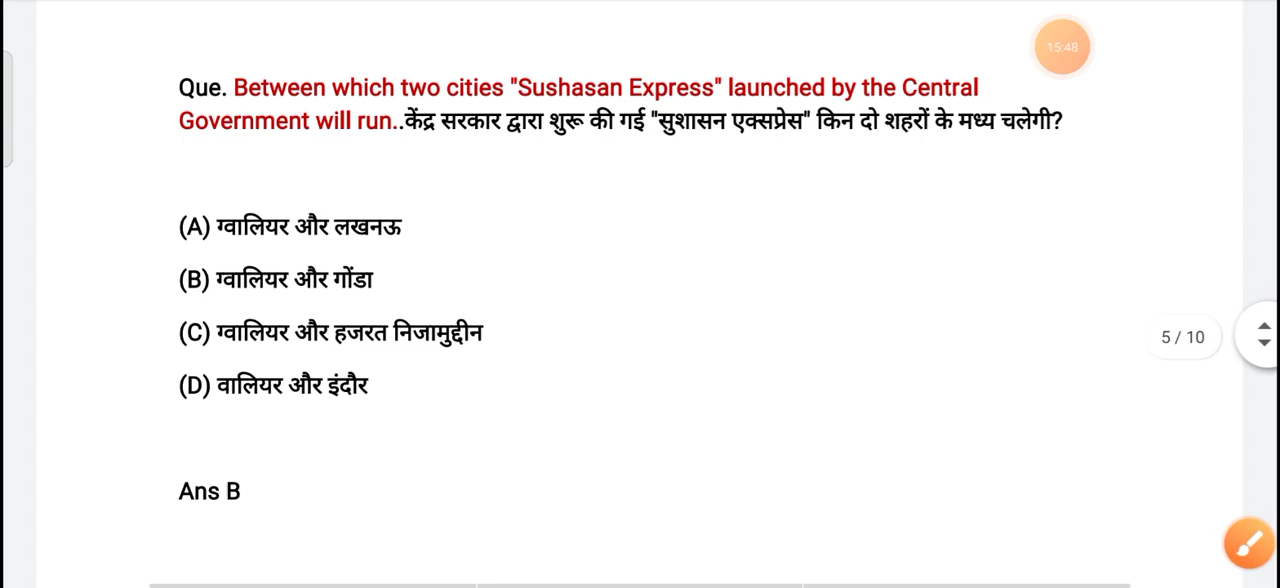 15:48
Que. Between which two cities "Sushasan Express" launched by the Central
Government will run..केंद्र सरकार द्वारा शुरू की गई "सुशासन एक्सप्रेस" किन दो शहरों के मध्य चलेगी?
(A) ग्वालियर और लखनऊ
(B) ग्वालियर और गोंडा
(C) ग्वालियर और हजरत निजामुद्दीन
5 / 10
(D) वालियर और इंदौर
Ans B